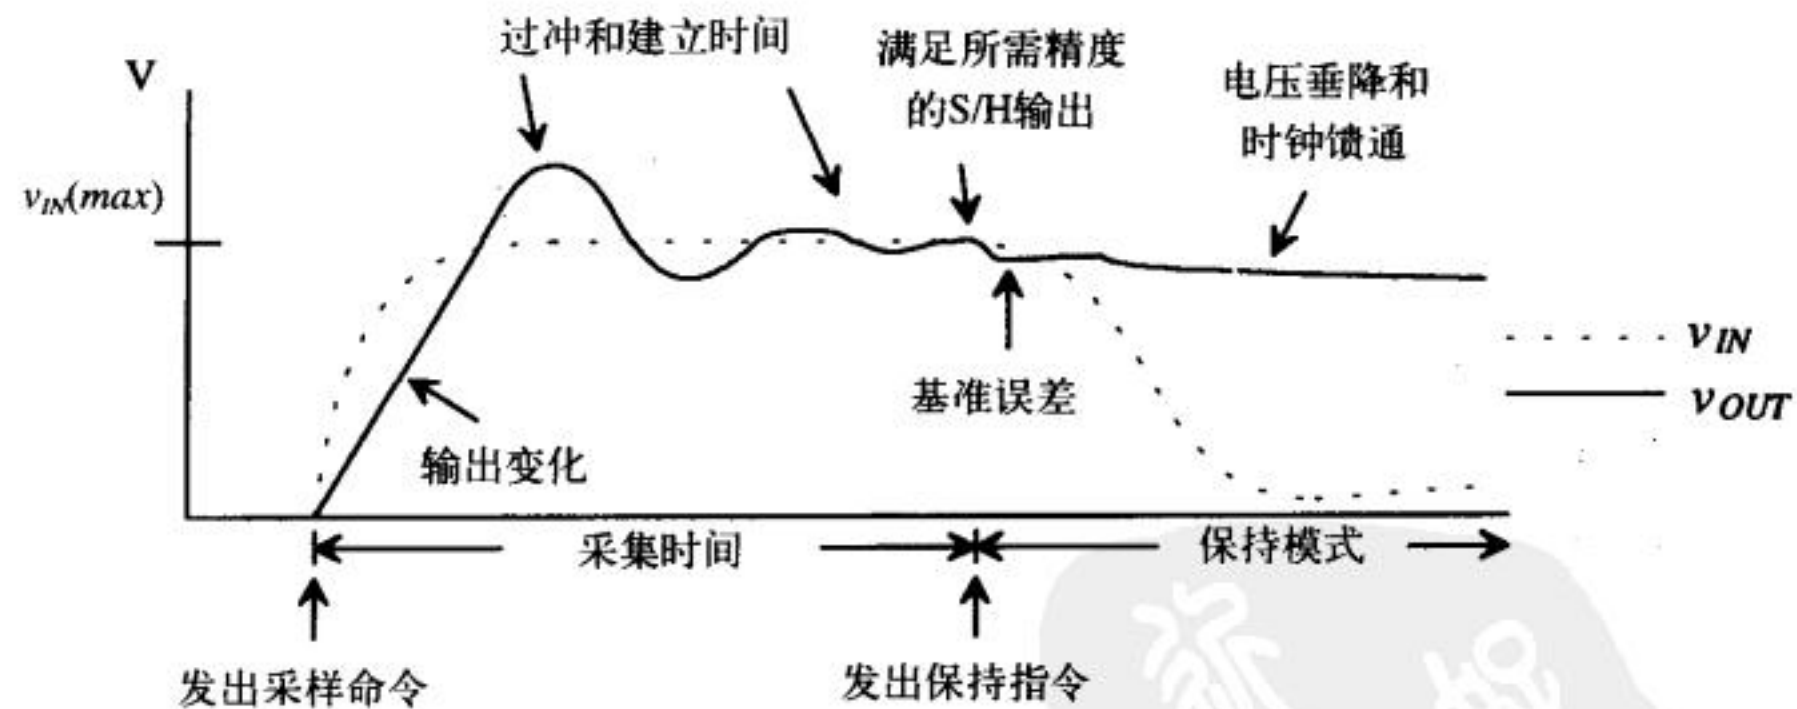 过冲和建立时间
满足所需精度
的S/H输出
电压垂降和
时钟馈通
V
vIN(max)
基准误差
vIN
vOUT
输出变化
采集时间
保持模式
发出采样命令
发出保持指令